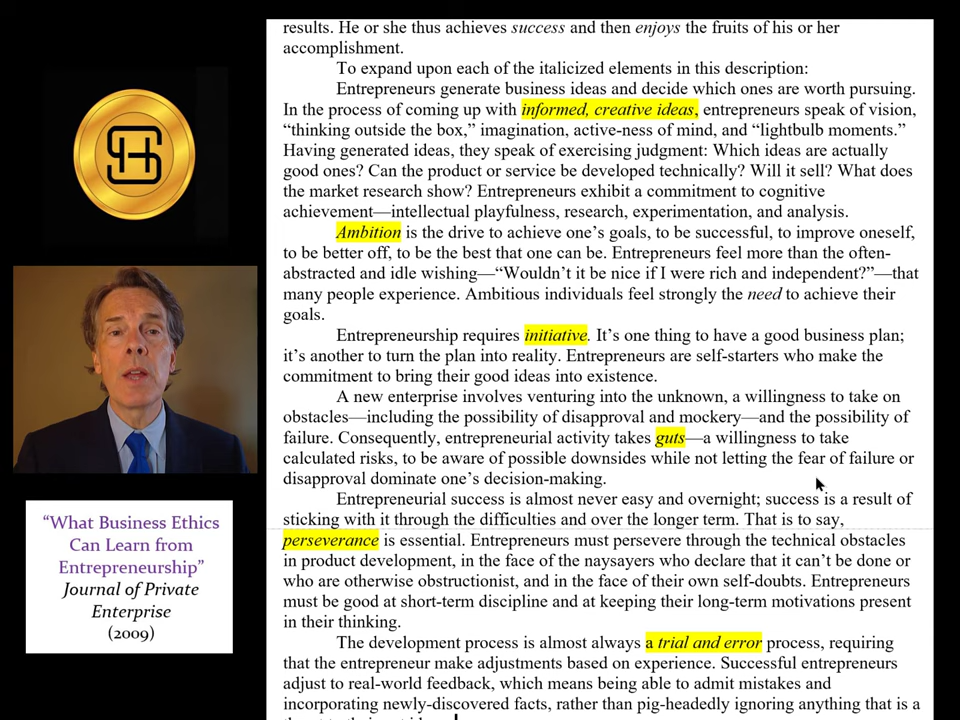 results. He or she thus achieves success and then enjoys the fruits of his or her
accomplishment.
To expand upon each of the italicized elements in this description:
Entrepreneurs generate business ideas and decide which ones are worth pursuing.
In the process of coming up with informed, creative ideas, entrepreneurs speak of vision,
“thinking outside the box,” imagination, active-ness of mind, and “lightbulb moments.”
Having generated ideas, they speak of exercising judgment: Which ideas are actually
good ones? Can the product or service be developed technically? Will it sell? What does
the market research show? Entrepreneurs exhibit a commitment to cognitive
achievement—intellectual playfulness, research, experimentation, and analysis.
Ambition is the drive to achieve one’s goals, to be successful, to improve oneself,
to be better off, to be the best that one can be. Entrepreneurs feel more than the often-
abstracted and idle wishing—“Wouldn’t it be nice if I were rich and independent?”—that
many people experience. Ambitious individuals feel strongly the need to achieve their
goals.
Entrepreneurship requires initiative. It’s one thing to have a good business plan;
it’s another to turn the plan into reality. Entrepreneurs are self-starters who make the
commitment to bring their good ideas into existence.
A new enterprise involves venturing into the unknown, a willingness to take on
obstacles—including the possibility of disapproval and mockery—and the possibility of
failure. Consequently, entrepreneurial activity takes guts—a willingness to take
calculated risks, to be aware of possible downsides while not letting the fear of failure or
disapproval dominate one’s decision-making.
Entrepreneurial success is almost never easy and overnight; success is a result of
sticking with it through the difficulties and over the longer term. That is to say,
perseverance is essential. Entrepreneurs must persevere through the technical obstacles
in product development, in the face of the naysayers who declare that it can’t be done or
who are otherwise obstructionist, and in the face of their own self-doubts. Entrepreneurs
must be good at short-term discipline and at keeping their long-term motivations present
in their thinking.
The development process is almost always a trial and error process, requiring
that the entrepreneur make adjustments based on experience. Successful entrepreneurs
adjust to real-world feedback, which means being able to admit mistakes and
incorporating newly-discovered facts, rather than pig-headedly ignoring anything that is a
“What Business Ethics
Can Learn from
Entrepreneurship”
Journal of Private
Enterprise
(2009)